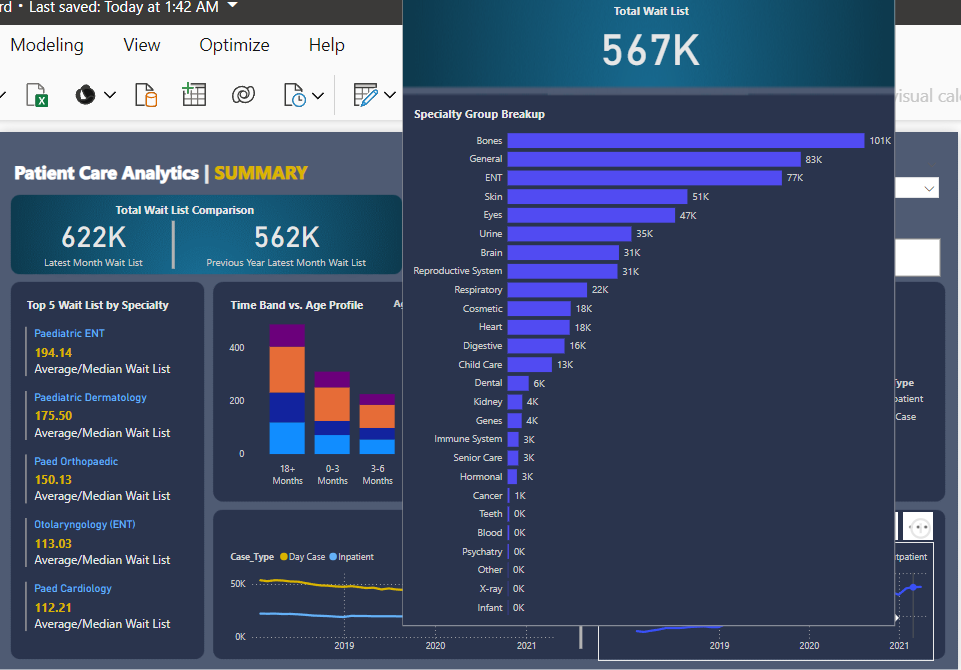 rd • Last saved: Today at 1:42 AM
Modeling View Optimize Help
visual calc
Patient Care Analytics | SUMMARY
Total Wait List Comparison
622K 562K
Latest Month Wait List Previous Year Latest Month Wait List
Top 5 Wait List by Specialty
Paediatric ENT
194.14
Average/Median Wait List
Paediatric Dermatology
175.50
Average/Median Wait List
Paed Orthopaedic
150.13
Average/Median Wait List
Otolaryngology (ENT)
113.03
Average/Median Wait List
Paed Cardiology
112.21
Average/Median Wait List
Time Band vs. Age Profile Ag
400
200
0
18+ Months 0-3 Months 3-6 Months
Case_Type Day Case Inpatient
50K
0K
2019 2020 2021
Total Wait List
567K
Specialty Group Breakup
Bones 101K
General 83K
ENT 77K
Skin 51K
Eyes 47K
Urine 35K
Brain 31K
Reproductive System 31K
Respiratory 22K
Cosmetic 18K
Heart 18K
Digestive 16K
Child Care 13K
Dental 6K
Kidney 4K
Genes 4K
Immune System 3K
Senior Care 3K
Hormonal 3K
Cancer 1K
Teeth 0K
Blood 0K
Psychatry 0K
Other 0K
X-ray 0K
Infant 0K
ype
patient
Case
tpatient
2019 2020 2021